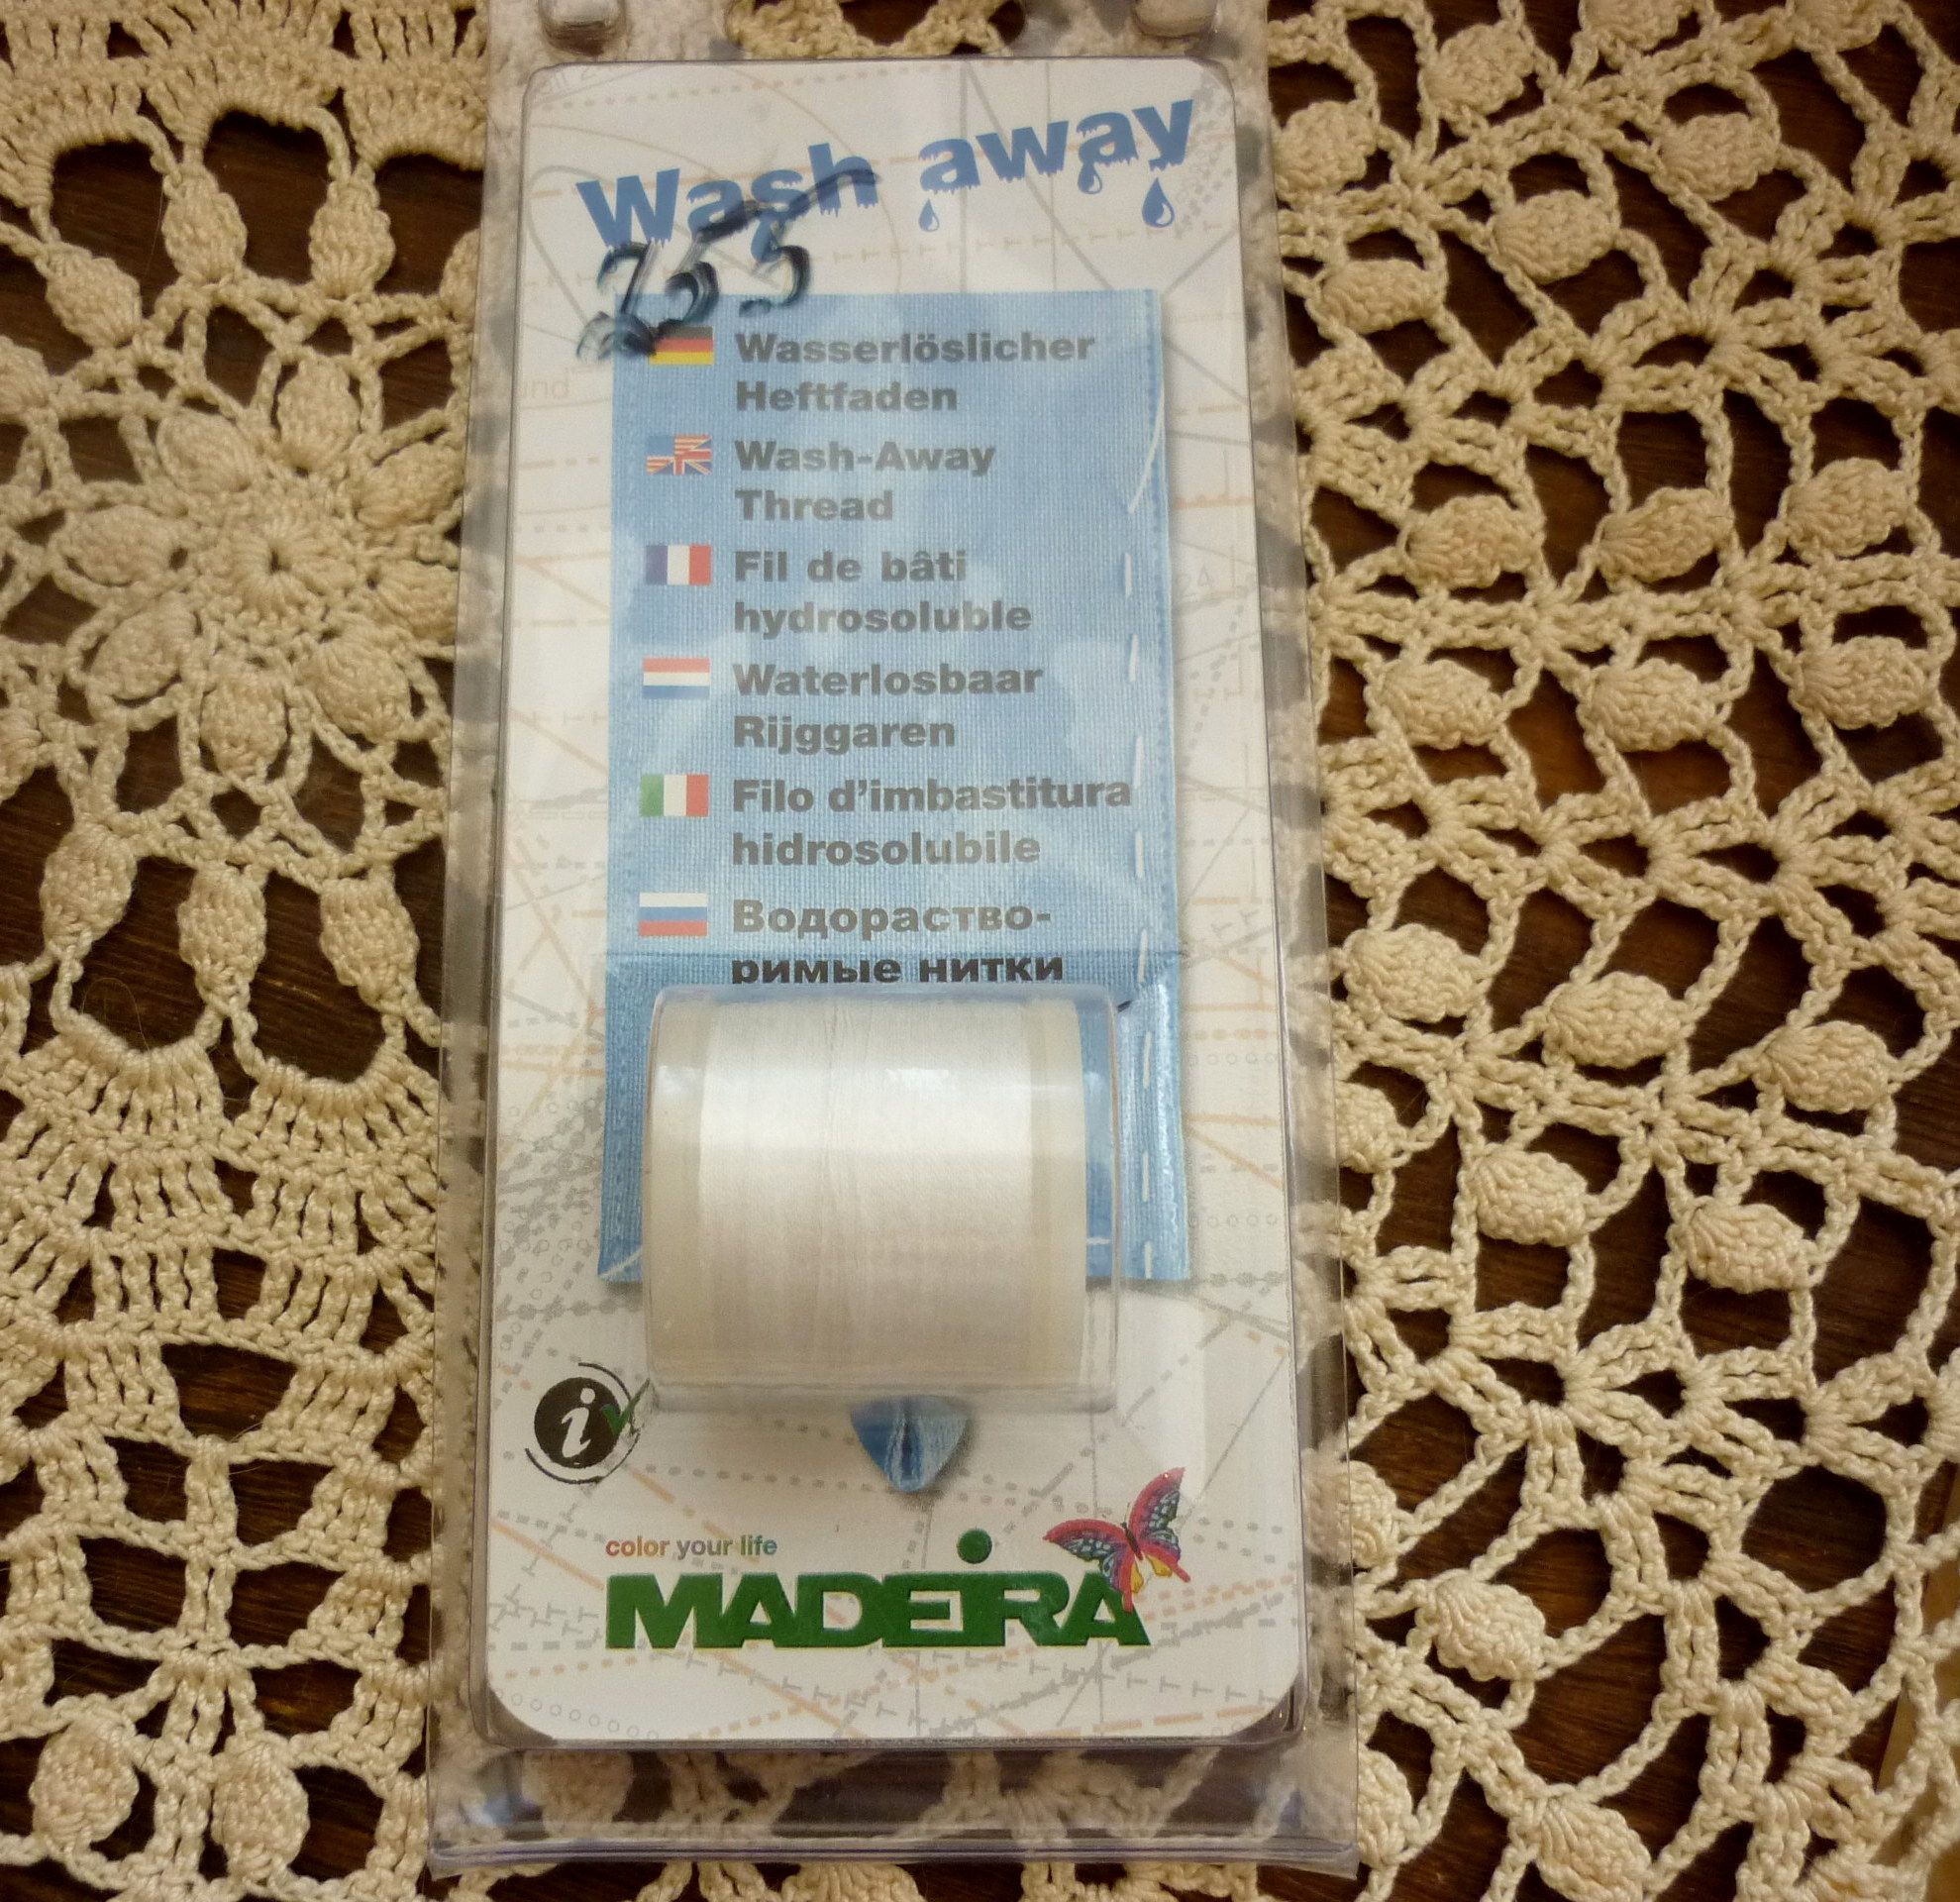 Wash away
255
Wasserlöslicher
Heftfaden
Wash-Away
Thread
Fil de bâti
hydrosoluble
Waterlosbaar
Rijggaren
Filo d'imbastitura
hidrosolubile
Водораство-
римые нитки
i
color your life
MADEIRA